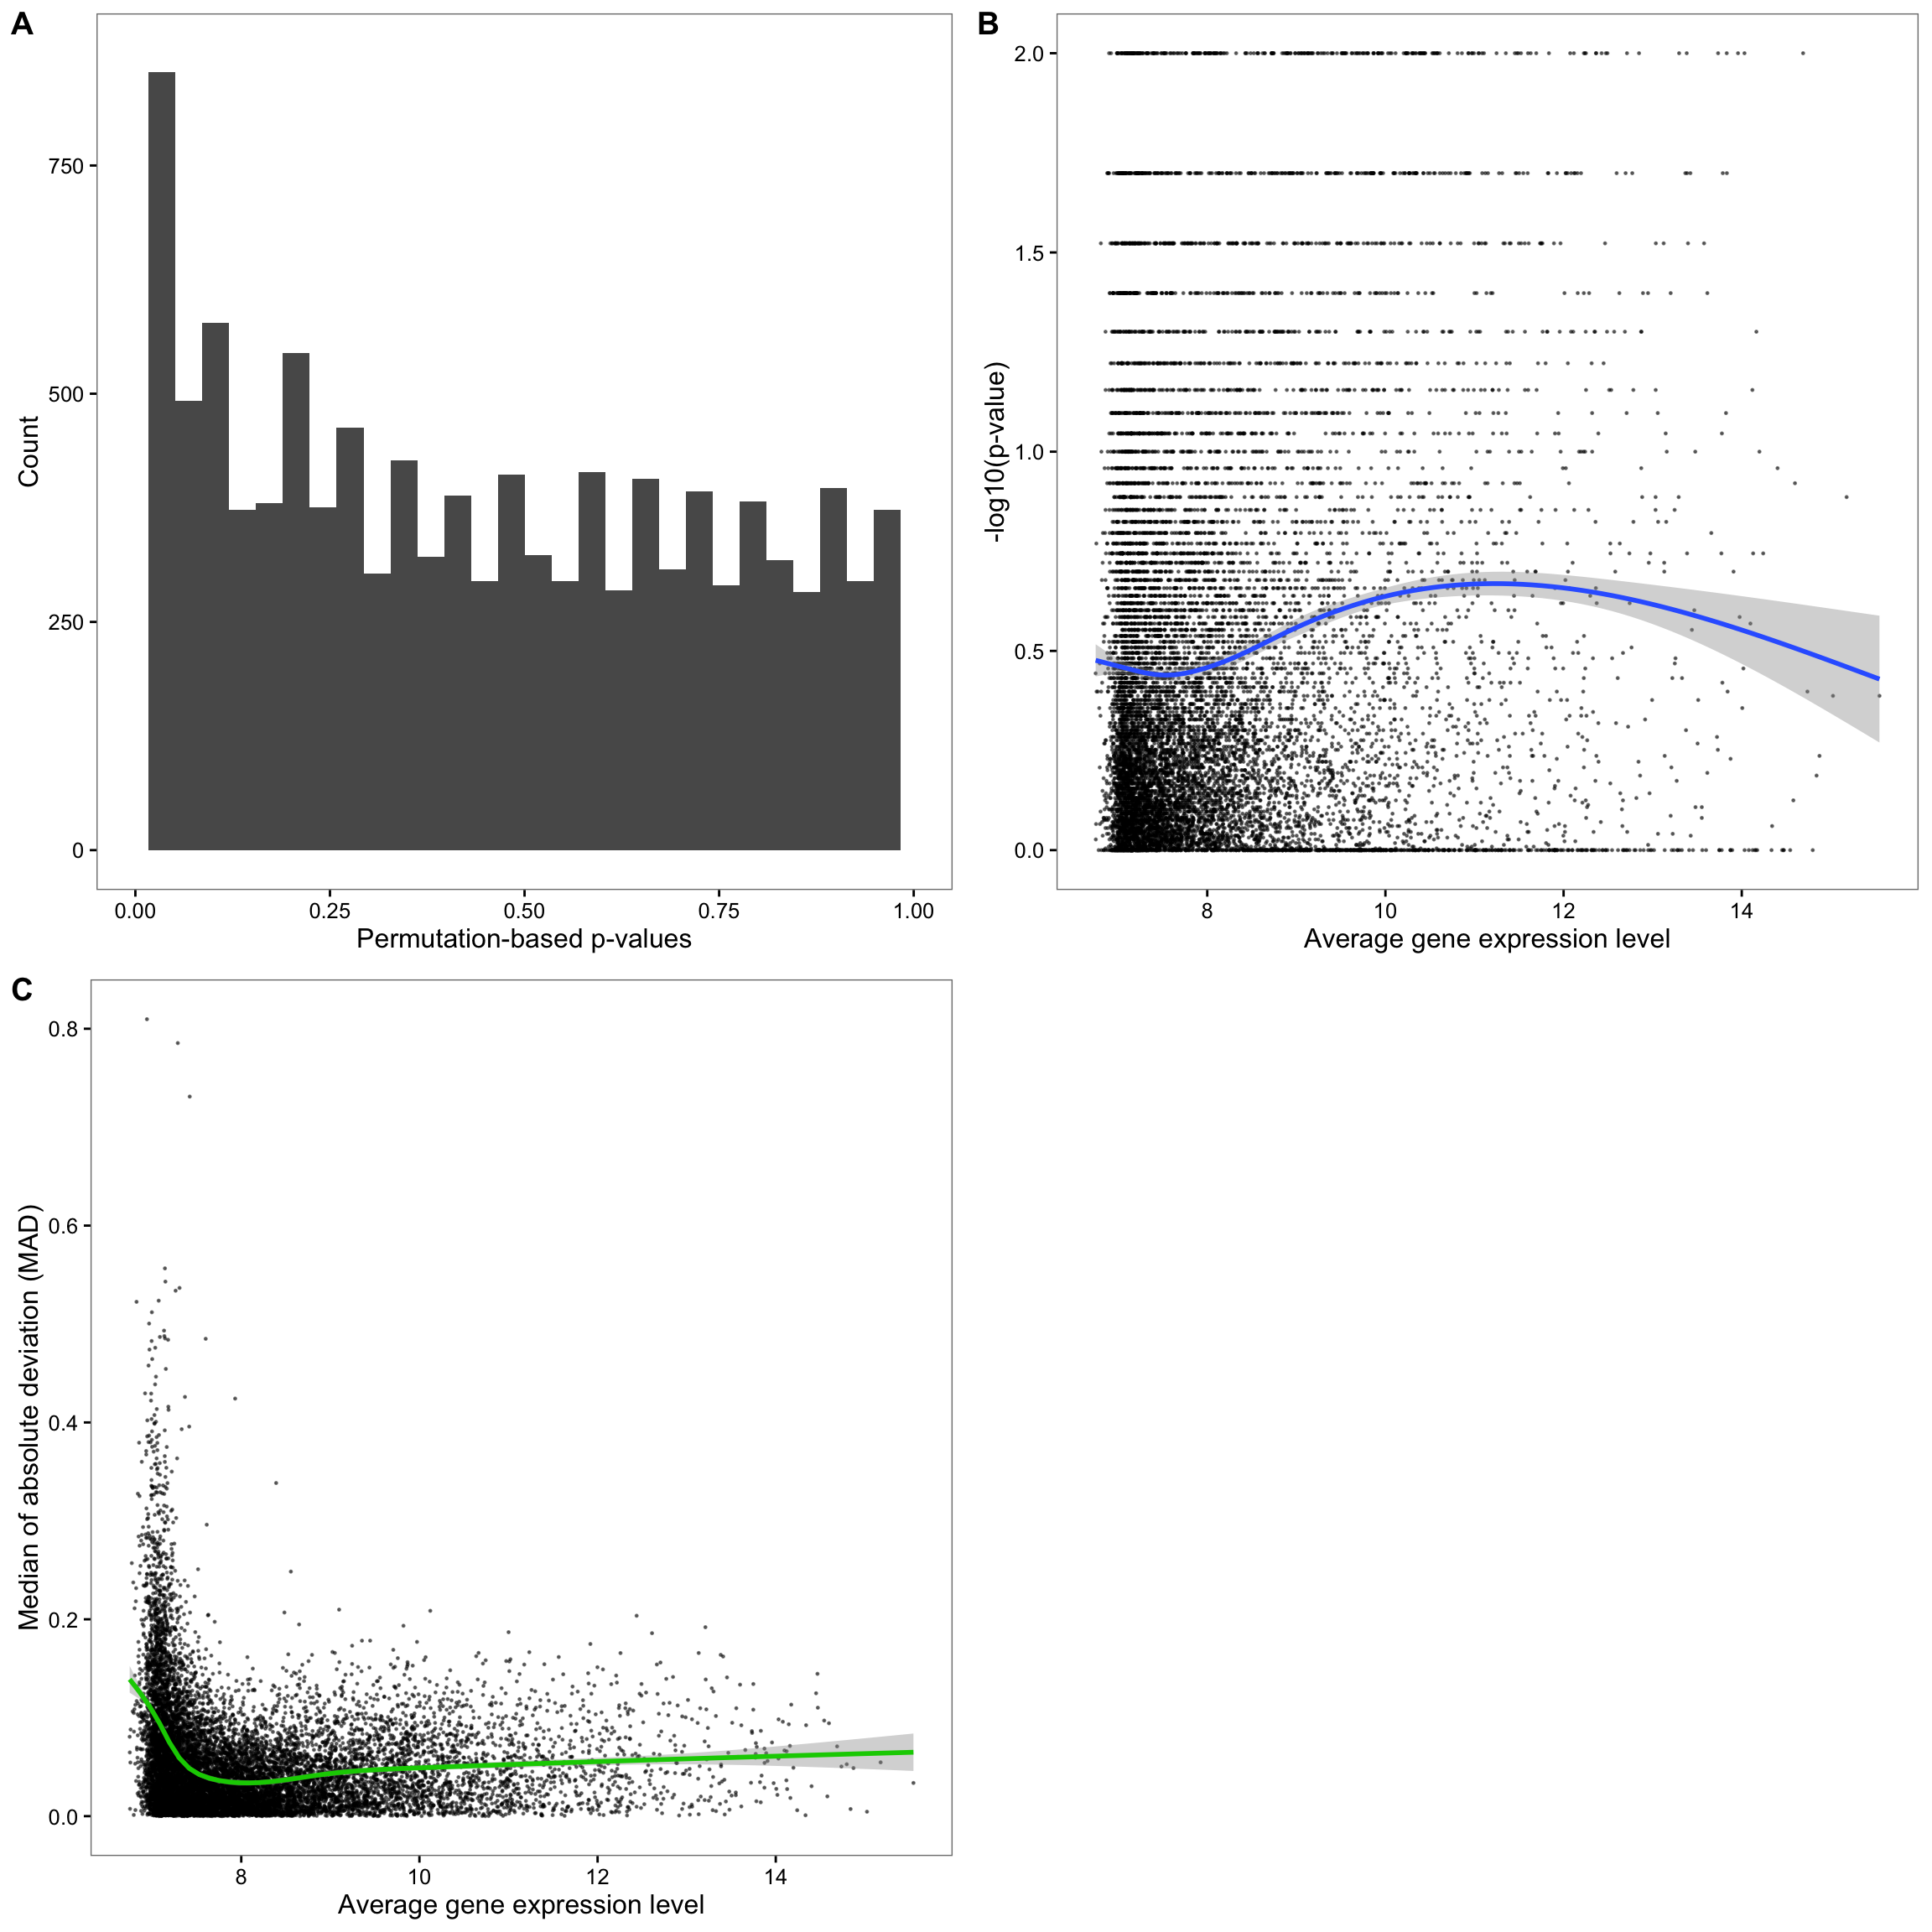 A
Count
750
500
250
0
0.00 0.25 0.50 0.75 1.00
Permutation-based p-values
B
-log10(p-value)
2.0
1.5
1.0
0.5
0.0
8 10 12 14
Average gene expression level
C
Median of absolute deviation (MAD)
0.8
0.6
0.4
0.2
0.0
8 10 12 14
Average gene expression level